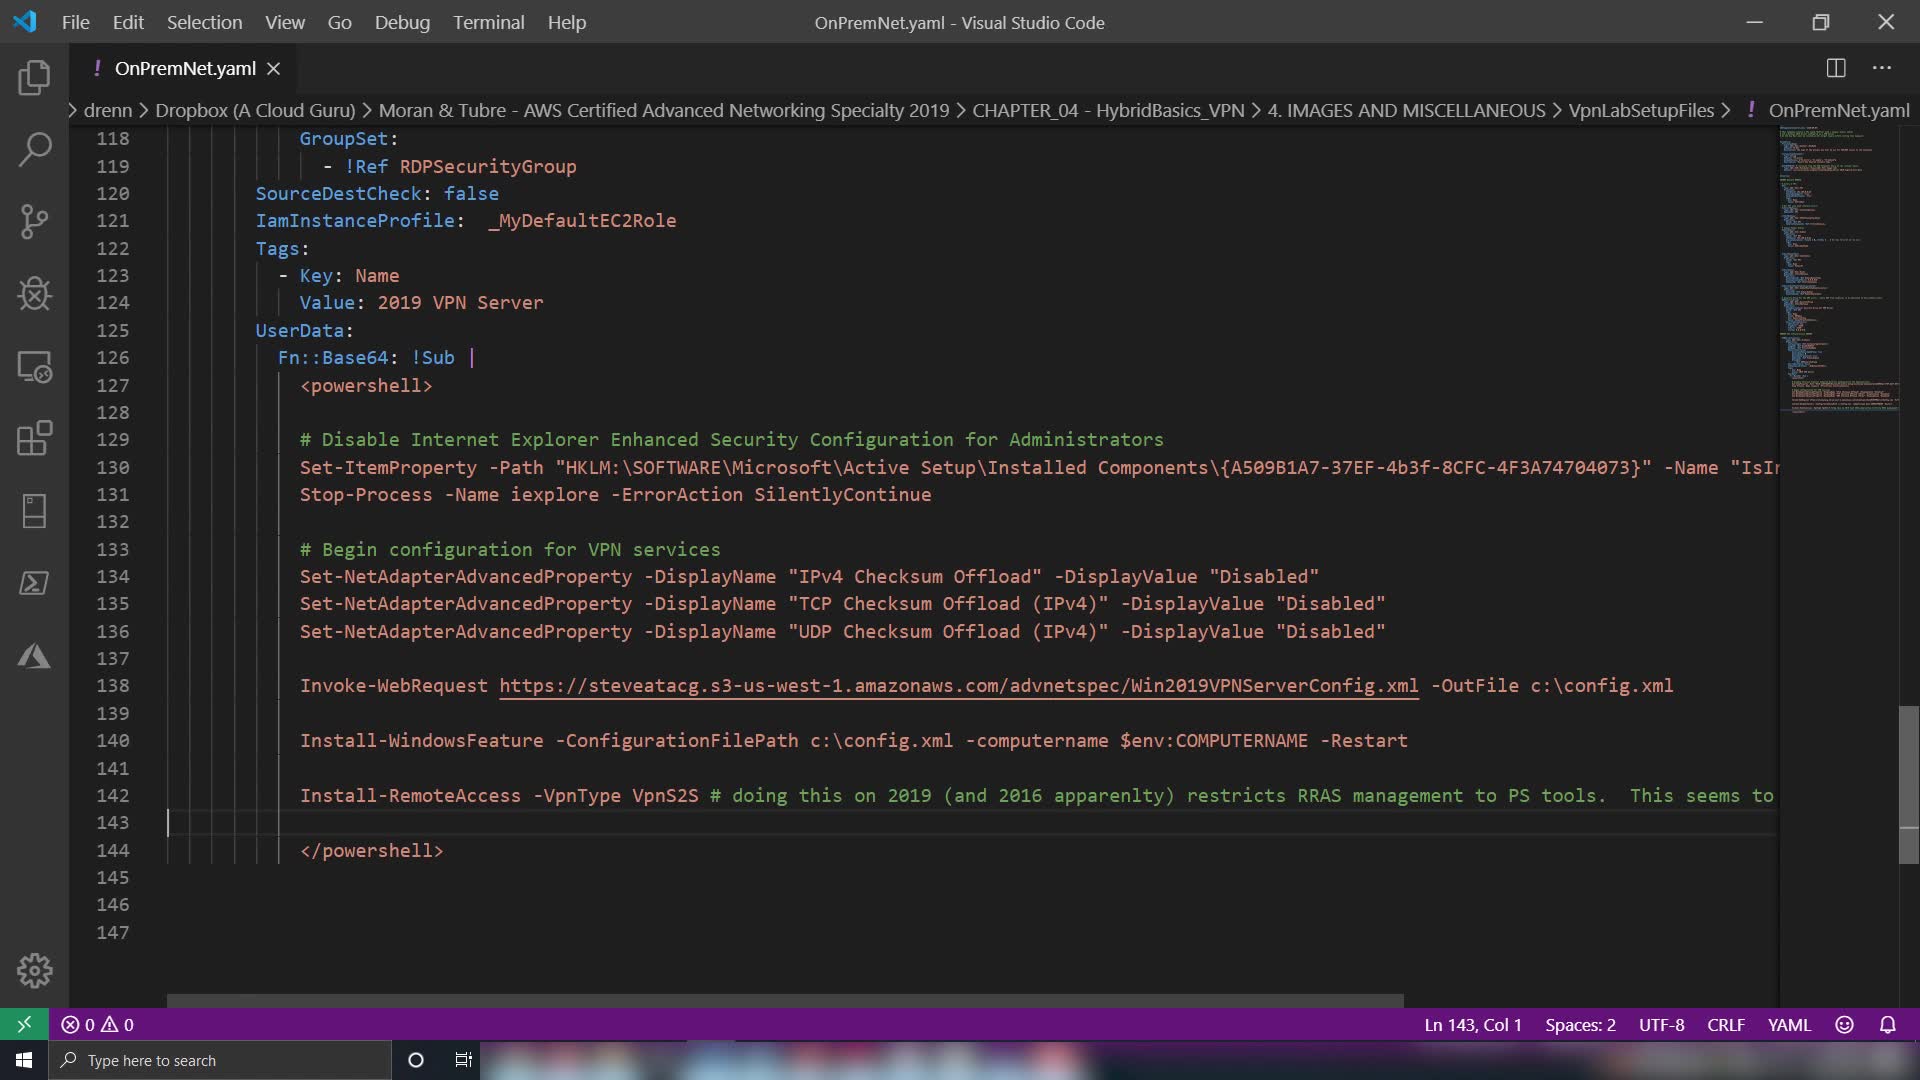 File Edit Selection View Go Debug Terminal Help OnPremNet.yaml - Visual Studio Code
! OnPremNet.yaml
> drenn > Dropbox (A Cloud Guru) > Moran & Tubre - AWS Certified Advanced Networking Specialty 2019 > CHAPTER_04 - HybridBasics_VPN > 4. IMAGES AND MISCELLANEOUS > VpnLabSetupFiles > ! OnPremNet.yaml
118 GroupSet:
119 - !Ref RDPSecurityGroup
120 SourceDestCheck: false
121 IamInstanceProfile:  _MyDefaultEC2Role
122 Tags:
123 - Key: Name
124 Value: 2019 VPN Server
125 UserData:
126 Fn::Base64: !Sub |
127 <powershell>
128
129 # Disable Internet Explorer Enhanced Security Configuration for Administrators
130 Set-ItemProperty -Path "HKLM:\SOFTWARE\Microsoft\Active Setup\Installed Components\{A509B1A7-37EF-4b3f-8CFC-4F3A74704073}" -Name "IsIn
131 Stop-Process -Name iexplore -ErrorAction SilentlyContinue
132
133 # Begin configuration for VPN services
134 Set-NetAdapterAdvancedProperty -DisplayName "IPv4 Checksum Offload" -DisplayValue "Disabled"
135 Set-NetAdapterAdvancedProperty -DisplayName "TCP Checksum Offload (IPv4)" -DisplayValue "Disabled"
136 Set-NetAdapterAdvancedProperty -DisplayName "UDP Checksum Offload (IPv4)" -DisplayValue "Disabled"
137
138 Invoke-WebRequest https://steveatacg.s3-us-west-1.amazonaws.com/advnetspec/Win2019VPNServerConfig.xml -OutFile c:\config.xml
139
140 Install-WindowsFeature -ConfigurationFilePath c:\config.xml -computername $env:COMPUTERNAME -Restart
141
142 Install-RemoteAccess -VpnType VpnS2S # doing this on 2019 (and 2016 apparenlty) restricts RRAS management to PS tools.  This seems to
143
144 </powershell>
145
146
147
0 0 Ln 143, Col 1 Spaces: 2 UTF-8 CRLF YAML
Type here to search